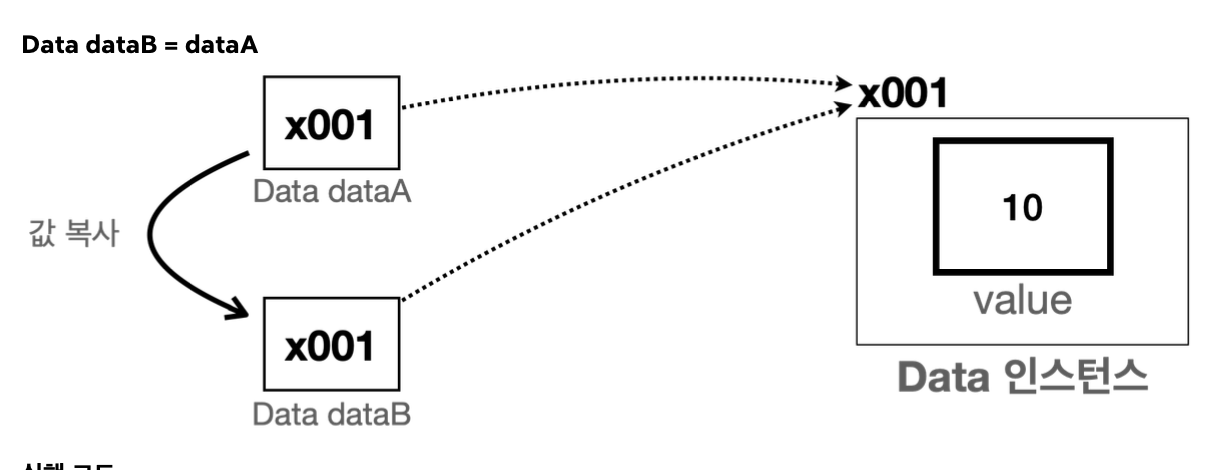 Data dataB = dataA
x001
Data dataA
값 복사
x001
Data dataB
x001
10
value
Data 인스턴스